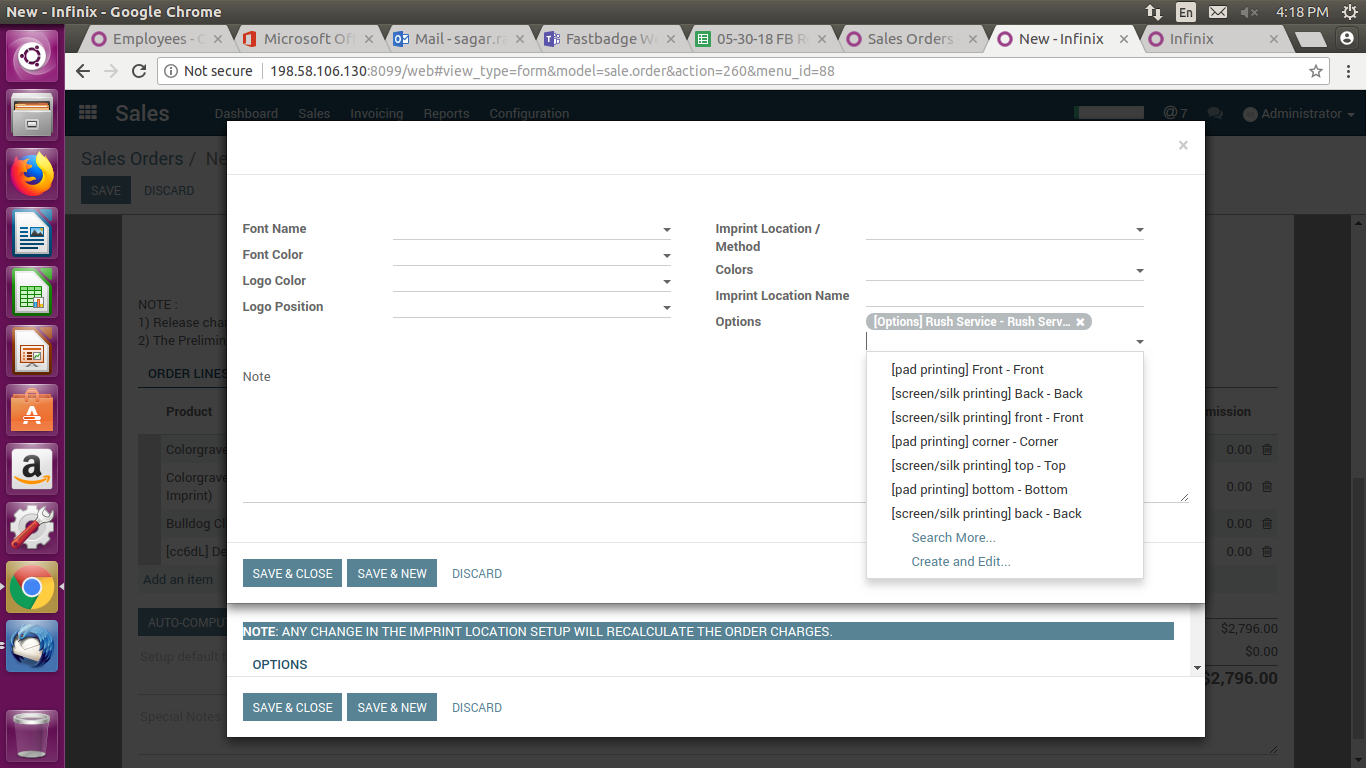 New - Infinix - Google Chrome
En
4:18 PM
Employees - O
Microsoft Off
Mail - sagar.ra
Fastbadge We
05-30-18 FB R
Sales Orders -
New - Infinix
Infinix
Not secure
198.58.106.130:8099/web#view_type=form&model=sale.order&action=260&menu_id=88
Sales
Dashboard
Sales
Invoicing
Reports
Configuration
@7
Administrator
Sales Orders / Ne
SAVE
DISCARD
×
Font Name
Font Color
Logo Color
Logo Position
Imprint Location /
Method
Colors
Imprint Location Name
Options
[Options] Rush Service - Rush Serv... ×
[pad printing] Front - Front
[screen/silk printing] Back - Back
[screen/silk printing] front - Front
[pad printing] corner - Corner
[screen/silk printing] top - Top
[pad printing] bottom - Bottom
[screen/silk printing] back - Back
Search More...
Create and Edit...
Note
SAVE & CLOSE
SAVE & NEW
DISCARD
NOTE: ANY CHANGE IN THE IMPRINT LOCATION SETUP WILL RECALCULATE THE ORDER CHARGES.
OPTIONS
SAVE & CLOSE
SAVE & NEW
DISCARD
NOTE :
1) Release char
2) The Prelimin
ORDER LINES
Product
mission
Colorgrave
0.00
Colorgrave
Imprint)
0.00
Bulldog Cl
0.00
[cc6dL] De
0.00
Add an item
AUTO-COMPU
Setup default t
Special Notes
$2,796.00
$0.00
$2,796.00